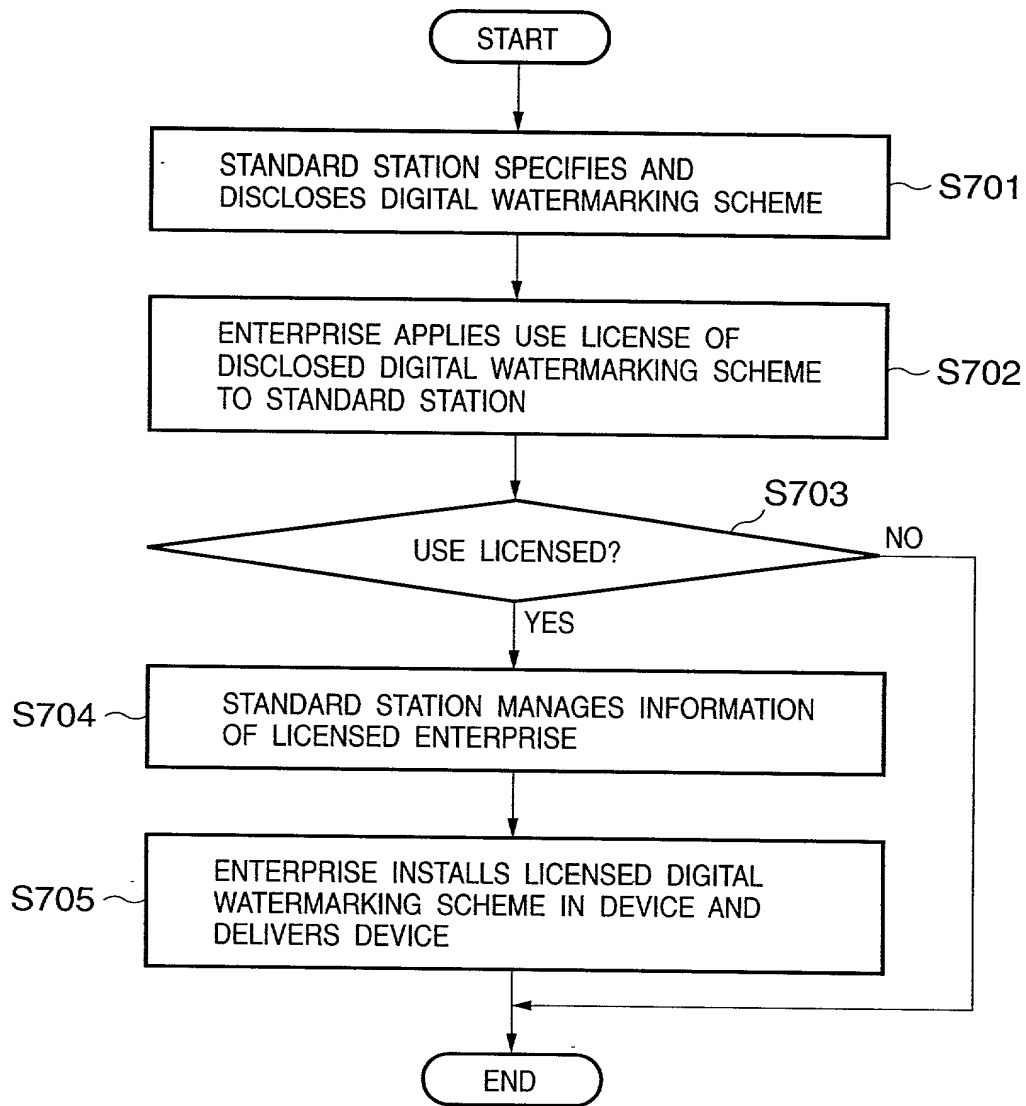 START
STANDARD STATION SPECIFIES AND
DISCLOSES DIGITAL WATERMARKING SCHEME
S701
ENTERPRISE APPLIES USE LICENSE OF
DISCLOSED DIGITAL WATERMARKING SCHEME
TO STANDARD STATION
S702
S703
USE LICENSED?
NO
YES
S704
STANDARD STATION MANAGES INFORMATION
OF LICENSED ENTERPRISE
S705
ENTERPRISE INSTALLS LICENSED DIGITAL
WATERMARKING SCHEME IN DEVICE AND
DELIVERS DEVICE
END